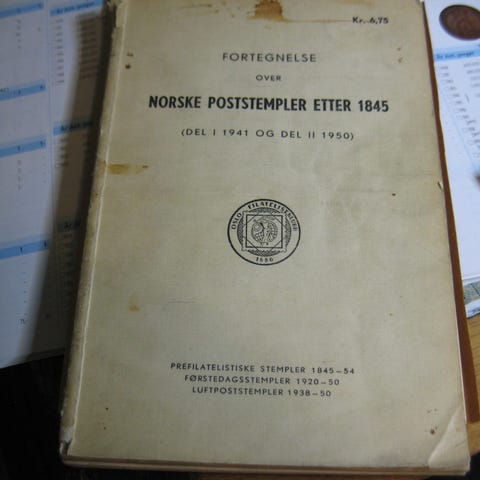 Kr. 6,75
FORTEGNELSE
OVER
NORSKE POSTSTEMPLER ETTER 1845
(DEL I 1941 OG DEL II 1950)
OSLO FILATELISTKLUBB
1886
PREFILATELISTISKE STEMPLER 1845-54
FØRSTEDAGSSTEMPLER 1920-50
LUFTPOSTSTEMPLER 1938-50